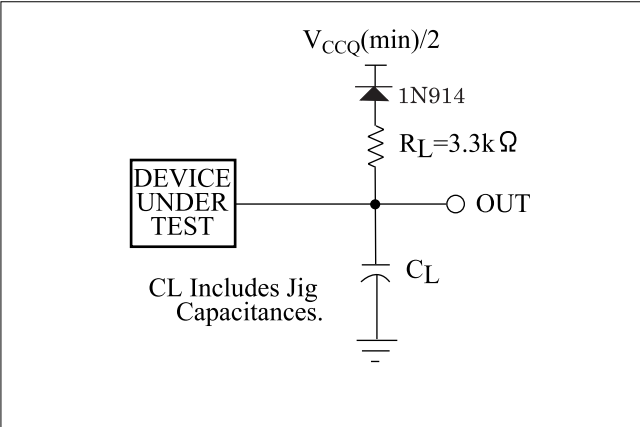 VCCQ(min)/2
1N914
RL=3.3kΩ
DEVICE
UNDER
TEST
OUT
CL
CL Includes Jig
Capacitances.